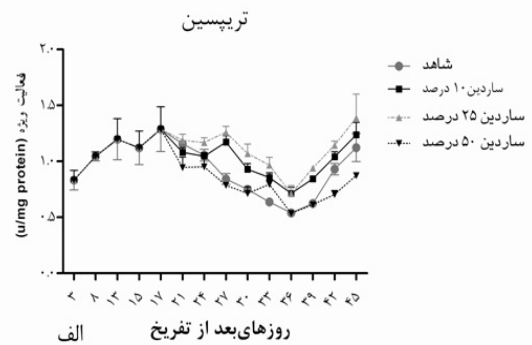 تریپسین
۲.۰
۱.۵
۱.۰
۰.۵
۰.۰
فعالیت ویژه (u/mg protein)
شاهد
ساردین ۱۰ درصد
ساردین ۲۵ درصد
ساردین ۵۰ درصد
۳ ۸ ۱۳ ۱۵ ۱۷ ۲۱ ۲۴ ۲۷ ۳۰ ۳۳ ۳۶ ۳۹ ۴۲ ۴۵
روزهای‌بعد از تفریخ
الف